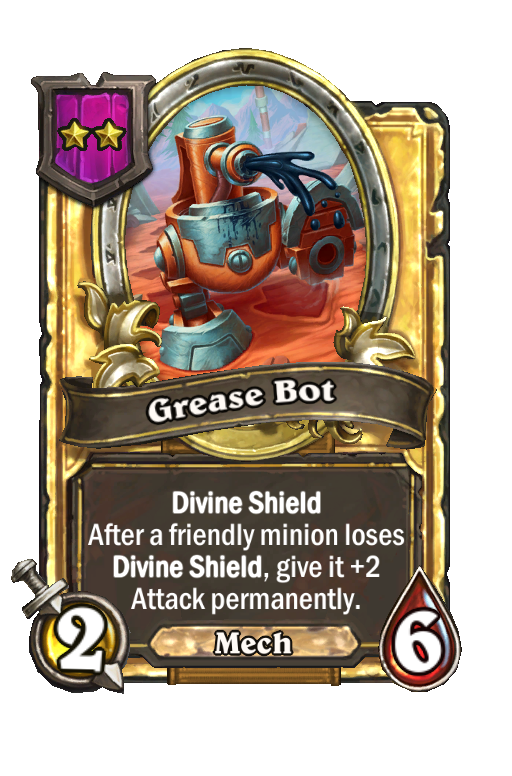 Grease Bot
Divine Shield
After a friendly minion loses
Divine Shield, give it +2
Attack permanently.
2
Mech
6